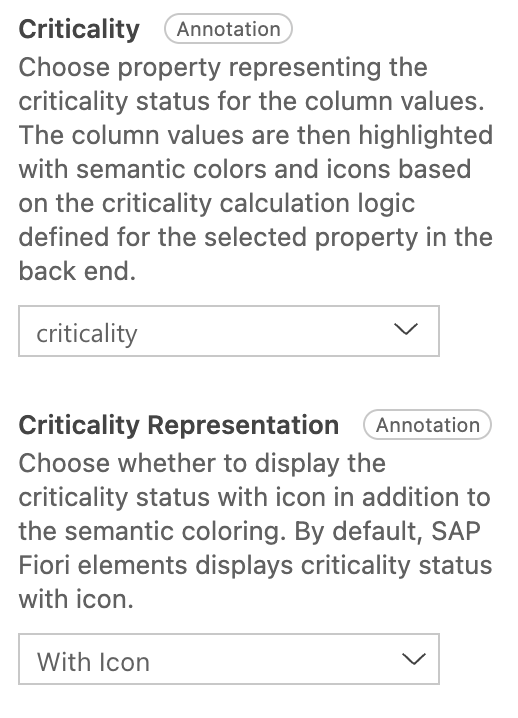 Criticality Annotation
Choose property representing the
criticality status for the column values.
The column values are then highlighted
with semantic colors and icons based
on the criticality calculation logic
defined for the selected property in the
back end.
criticality
Criticality Representation Annotation
Choose whether to display the
criticality status with icon in addition to
the semantic coloring. By default, SAP
Fiori elements displays criticality status
with icon.
With Icon